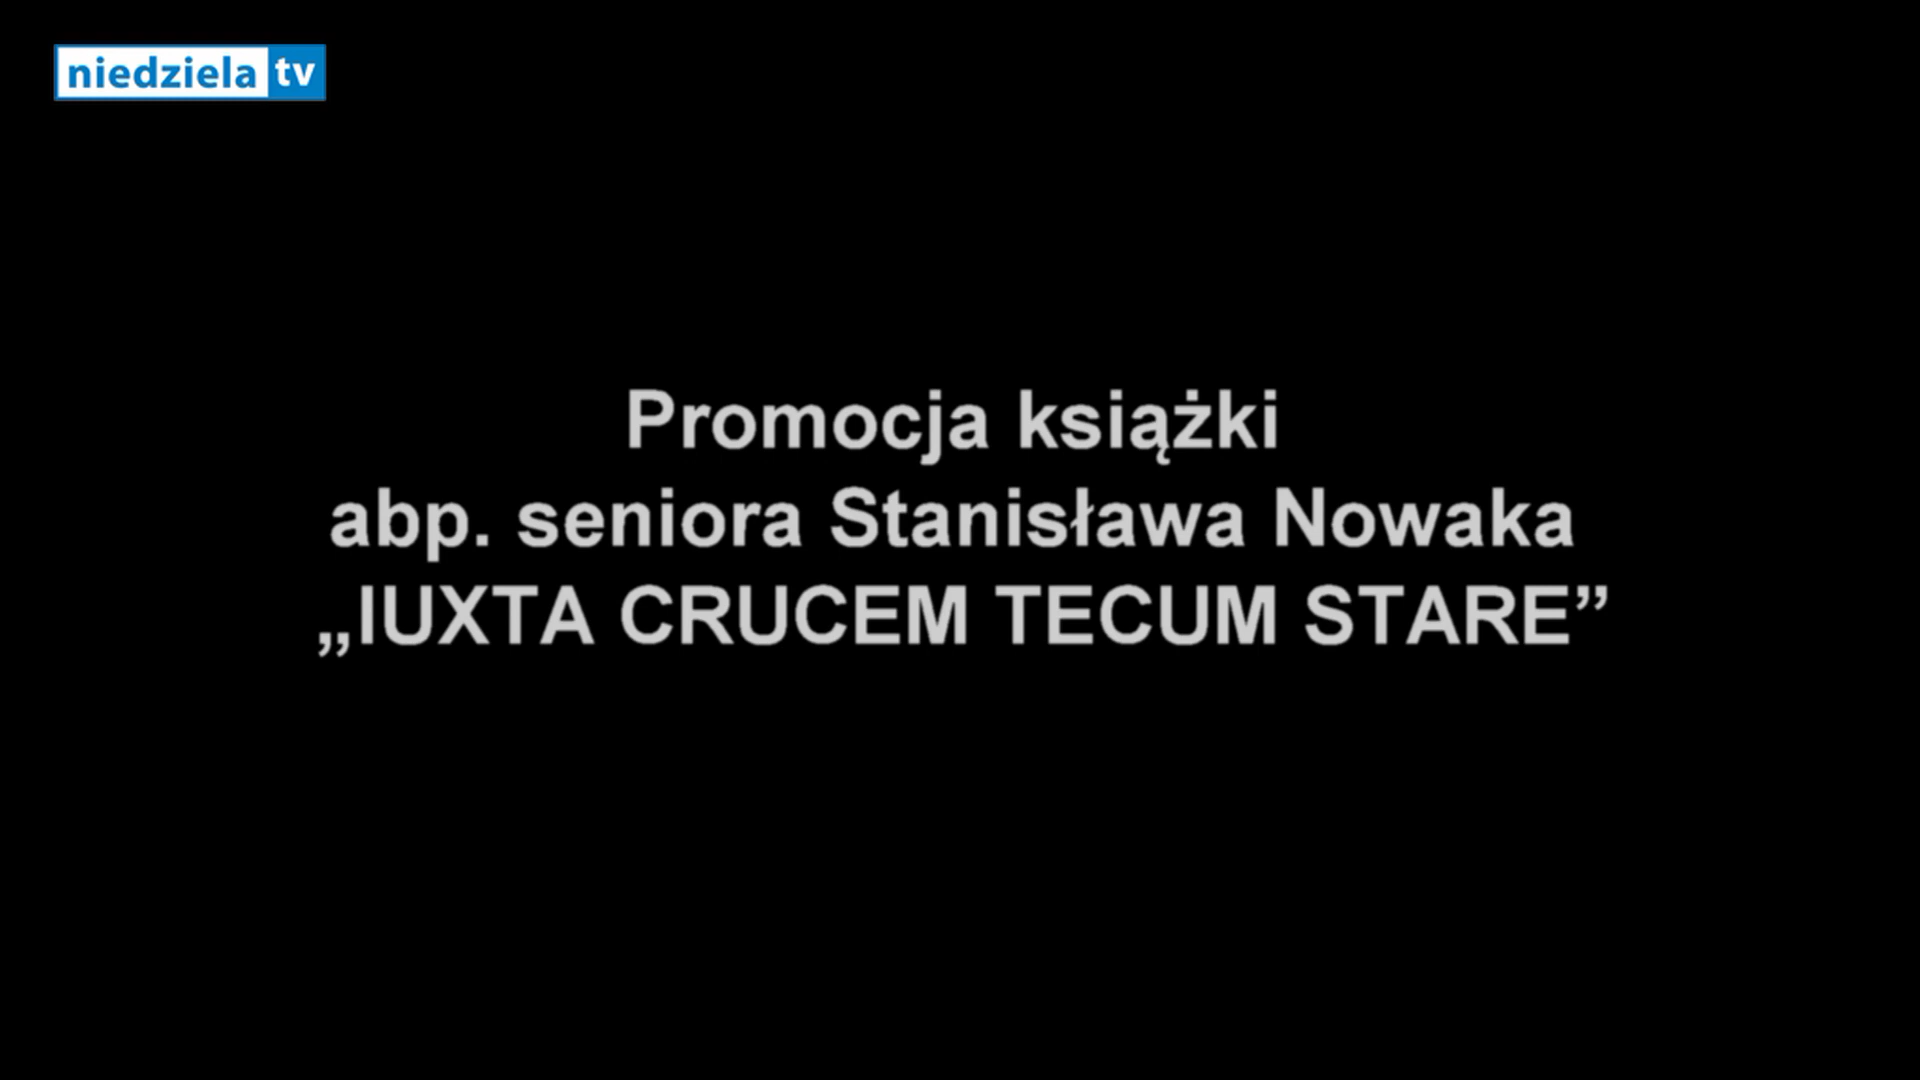 niedziela tv
Promocja książki
abp. seniora Stanisława Nowaka
„IUXTA CRUCEM TECUM STARE”